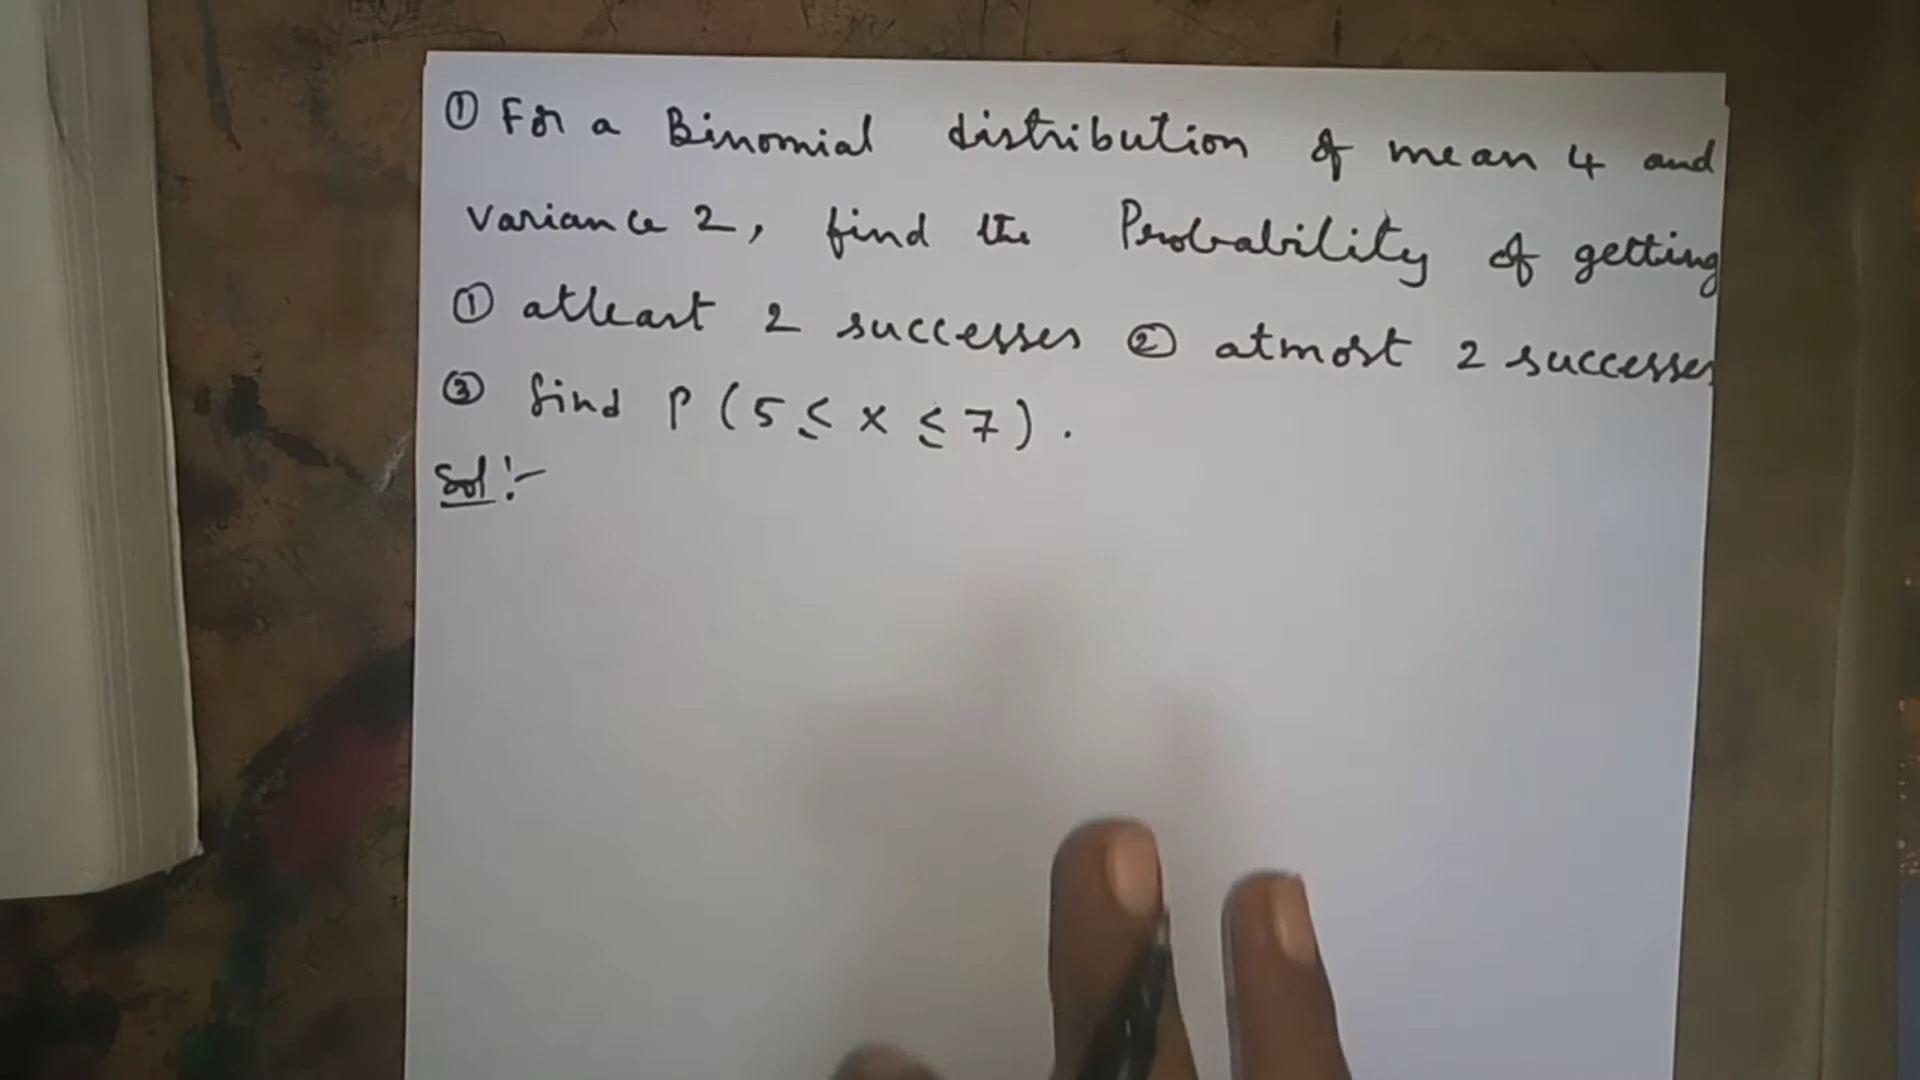 ① For a Binomial distribution of mean 4 and
variance 2, find the Probability of getting
① atleast 2 successes ② atmost 2 successes
③ find P(5 ≤ x ≤ 7).
Sol:-